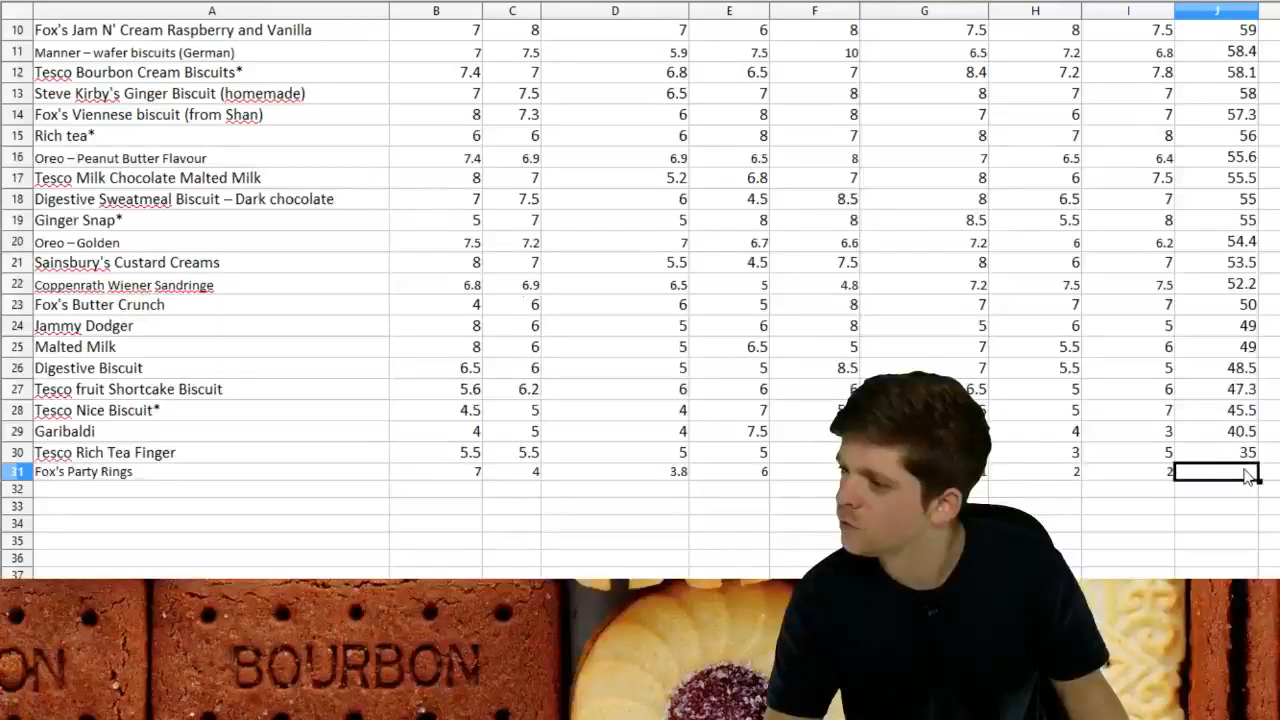 A B C D E F G H I J
10 Fox's Jam N' Cream Raspberry and Vanilla 7 8 7 6 8 7.5 8 7.5 59
11 Manner – wafer biscuits (German) 7 7.5 5.9 7.5 10 6.5 7.2 6.8 58.4
12 Tesco Bourbon Cream Biscuits* 7.4 7 6.8 6.5 7 8.4 7.2 7.8 58.1
13 Steve Kirby's Ginger Biscuit (homemade) 7 7.5 6.5 7 8 8 7 7 58
14 Fox's Viennese biscuit (from Shan) 8 7.3 6 8 8 7 6 7 57.3
15 Rich tea* 6 6 6 8 7 8 7 8 56
16 Oreo – Peanut Butter Flavour 7.4 6.9 6.9 6.5 8 7 6.5 6.4 55.6
17 Tesco Milk Chocolate Malted Milk 8 7 5.2 6.8 7 8 6 7.5 55.5
18 Digestive Sweatmeal Biscuit – Dark chocolate 7 7.5 6 4.5 8.5 8 6.5 7 55
19 Ginger Snap* 5 7 5 8 8 8.5 5.5 8 55
20 Oreo – Golden 7.5 7.2 7 6.7 6.6 7.2 6 6.2 54.4
21 Sainsbury's Custard Creams 8 7 5.5 4.5 7.5 8 6 7 53.5
22 Coppenrath Wiener Sandringe 6.8 6.9 6.5 5 4.8 7.2 7.5 7.5 52.2
23 Fox's Butter Crunch 4 6 6 5 8 7 7 7 50
24 Jammy Dodger 8 6 5 6 8 5 6 5 49
25 Malted Milk 8 6 5 6.5 5 7 5.5 6 49
26 Digestive Biscuit 6.5 6 5 5 8.5 7 5.5 5 48.5
27 Tesco fruit Shortcake Biscuit 5.6 6.2 6 6 6.5 5 6 47.3
28 Tesco Nice Biscuit* 4.5 5 4 7 5 7 45.5
29 Garibaldi 4 5 4 7.5 4 3 40.5
30 Tesco Rich Tea Finger 5.5 5.5 5 5 3 5 35
31 Fox's Party Rings 7 4 3.8 6 2 2
32
33
34
35
36
37
BOURBON